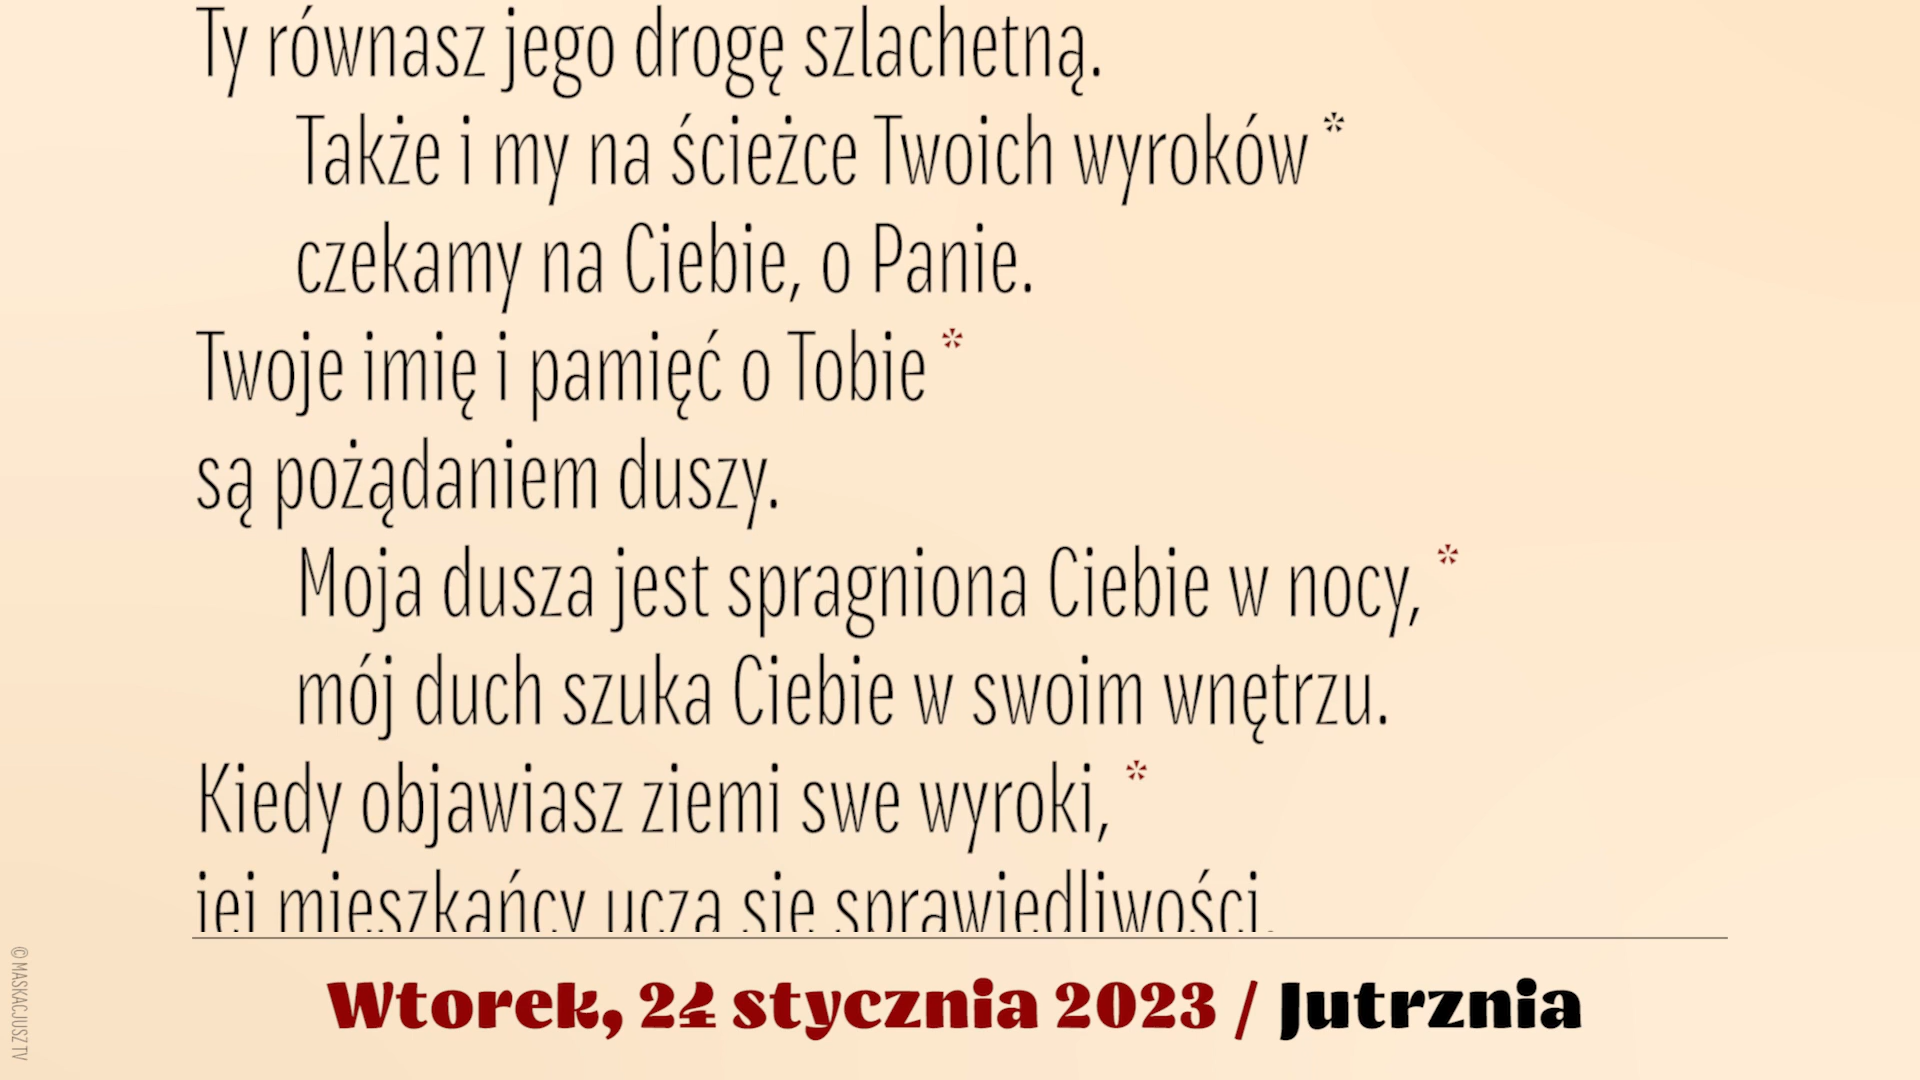 Ty równasz jego drogę szlachetną.
Także i my na ścieżce Twoich wyroków *
czekamy na Ciebie, o Panie.
Twoje imię i pamięć o Tobie *
są pożądaniem duszy.
Moja dusza jest spragniona Ciebie w nocy, *
mój duch szuka Ciebie w swoim wnętrzu.
Kiedy objawiasz ziemi swe wyroki, *
jej mieszkańcy uczą się sprawiedliwości.
Wtorek, 24 stycznia 2023 / Jutrznia
© MASKACJUSZ TV